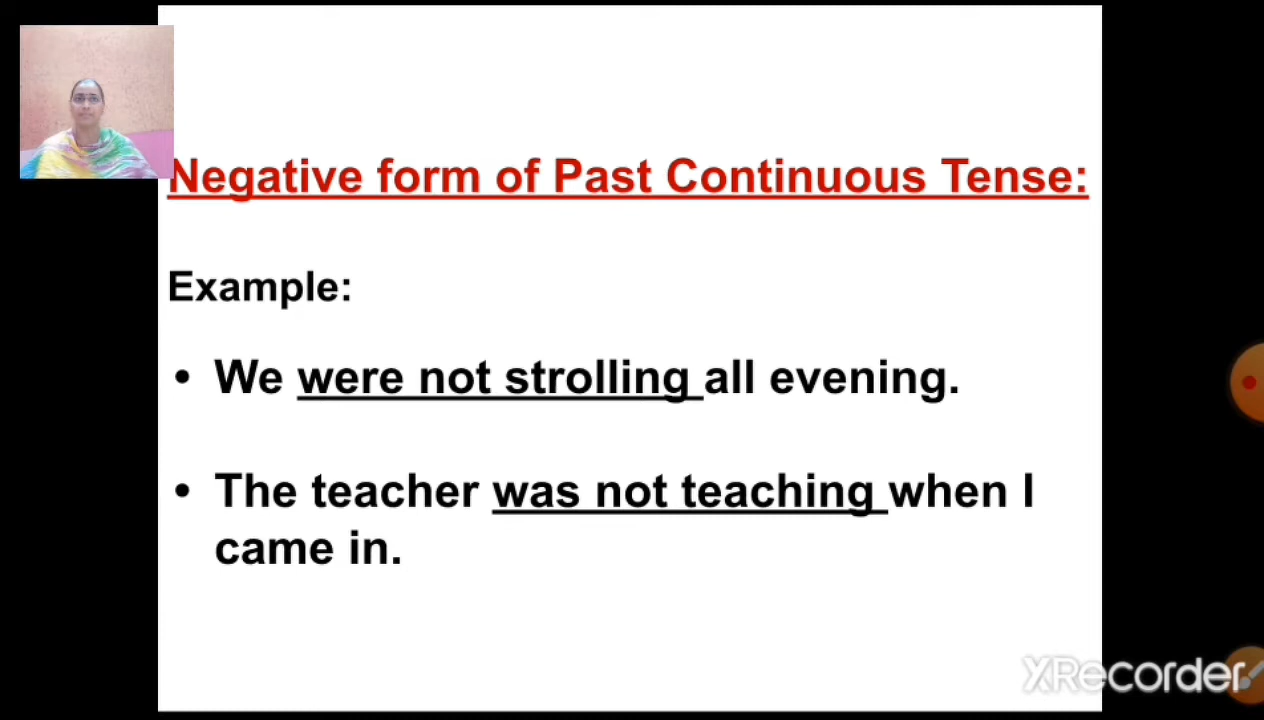 Negative form of Past Continuous Tense:
Example:
• We were not strolling all evening.
• The teacher was not teaching when I
came in.
XRecorder